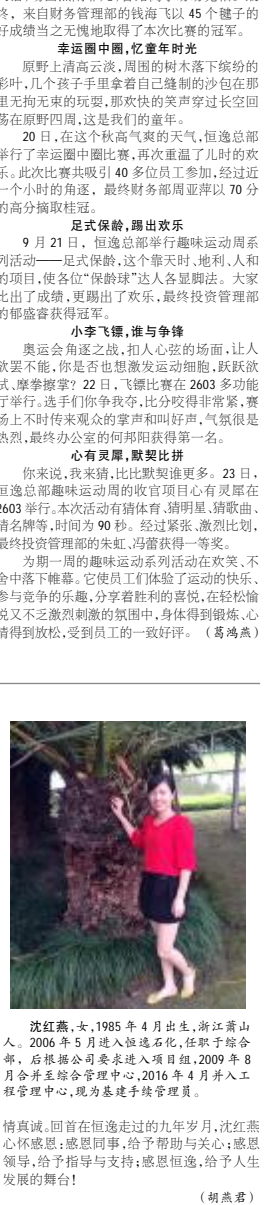 终，来自财务管理部的钱海飞以 45 个毽子的
好成绩当之无愧地取得了本次比赛的冠军。
幸运圈中圈，忆童年时光
原野上清高云淡，周围的树木落下缤纷的
彩叶，几个孩子手里拿着自己缝制的沙包在那
里无拘无束的玩耍，那欢快的笑声穿过长空回
荡在原野四周，这是我们的童年。
20 日，在这个秋高气爽的天气，恒逸总部
举行了幸运圈中圈比赛，再次重温了儿时的欢
乐。此次比赛共吸引 40 多位员工参加，经过近
一个小时的角逐，最终财务部周亚萍以 70 分
的高分摘取桂冠。
足式保龄，踢出欢乐
9 月 21 日，恒逸总部举行趣味运动周系
列活动——足式保龄，这个靠天时、地利、人和
的项目，使各位“保龄球”达人各显脚法。大家
比出了成绩，更踢出了欢乐，最终投资管理部
的郁盛睿获得冠军。
小李飞镖，谁与争锋
奥运会角逐之战，扣人心弦的场面，让人
欲罢不能，你是否也想激发运动细胞，跃跃欲
试、摩拳擦掌？22 日，飞镖比赛在 2603 多功能
厅举行。选手们你争我夺，比分咬得非常紧，赛
场上不时传来观众的掌声和叫好声，气氛很是
热烈，最终办公室的何邦阳获得第一名。
心有灵犀，默契比拼
你来说，我来猜，比比默契谁更多。23 日，
恒逸总部趣味运动周的收官项目心有灵犀在
2603 举行。本次活动有猜体育、猜明星、猜歌曲、
猜名牌等，时间为 90 秒。经过紧张、激烈比划，
最终投资管理部的朱虹、冯蕾获得一等奖。
为期一周的趣味运动系列活动在欢笑、不
舍中落下帷幕。它使员工们体验了运动的快乐、
参与竞争的乐趣，分享着胜利的喜悦，在轻松愉
悦又不乏激烈刺激的氛围中，身体得到锻炼、心
情得到放松，受到员工的一致好评。（葛鸿燕）
沈红燕，女，1985 年 4 月出生，浙江萧山
人。2006 年 5 月进入恒逸石化，任职于综合
部，后根据公司要求进入项目组，2009 年 8
月合并至综合管理中心，2016 年 4 月并入工
程管理中心，现为基建手续管理员。
情真诚。回首在恒逸走过的九年岁月，沈红燕
心怀感恩：感恩同事，给予帮助与关心；感恩
领导，给予指导与支持；感恩恒逸，给予人生
发展的舞台！
（胡燕君）